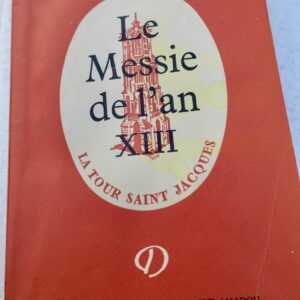 Le
Messie
de l'an
XIII
LA TOUR SAINT JACQUES
D